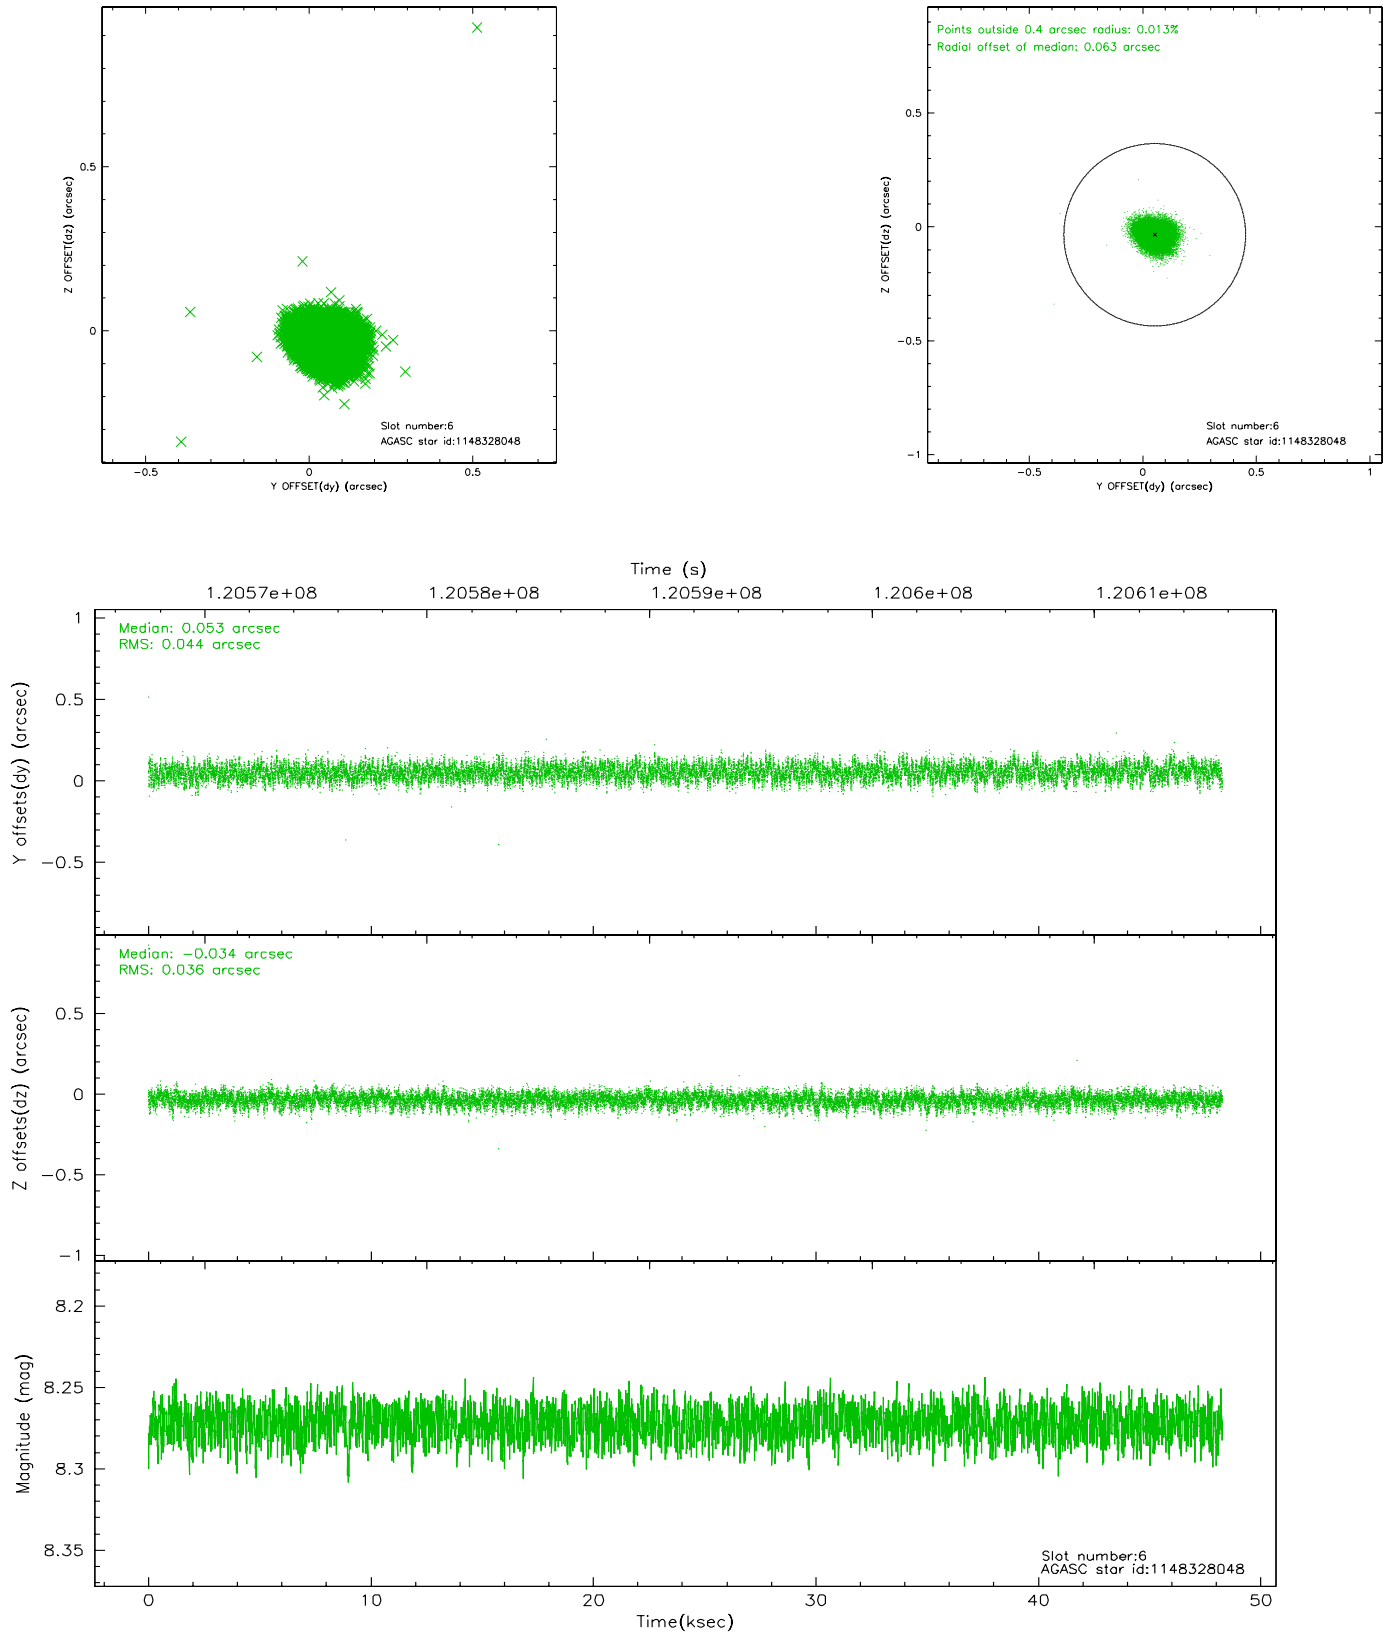 0.5
0
Z OFFSET(dz) (arcsec)
Slot number:6
AGASC star id:1148328048
−0.5 0 0.5
Y OFFSET(dy) (arcsec)
Points outside 0.4 arcsec radius: 0.013%
Radial offset of median: 0.063 arcsec
0.5
0
−0.5
−1
Z OFFSET(dz) (arcsec)
Slot number:6
AGASC star id:1148328048
−0.5 0 0.5 1
Y OFFSET(dy) (arcsec)
Time (s)
1.2057e+08 1.2058e+08 1.2059e+08 1.206e+08 1.2061e+08
Median: 0.053 arcsec
RMS: 0.044 arcsec
1
0.5
0
−0.5
Y offsets(dy) (arcsec)
Median: −0.034 arcsec
RMS: 0.036 arcsec
0.5
0
−0.5
−1
Z offsets(dz) (arcsec)
8.2
8.25
8.3
8.35
Magnitude (mag)
Slot number:6
AGASC star id:1148328048
0 10 20 30 40 50
Time(ksec)